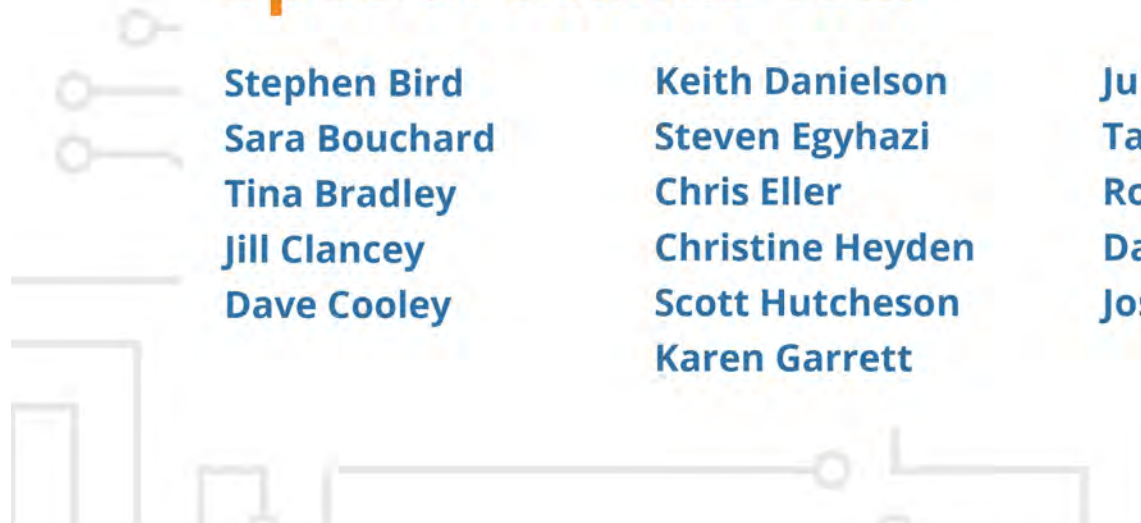 Stephen Bird
Sara Bouchard
Tina Bradley
Jill Clancey
Dave Cooley
Keith Danielson
Steven Egyhazi
Chris Eller
Christine Heyden
Scott Hutcheson
Karen Garrett